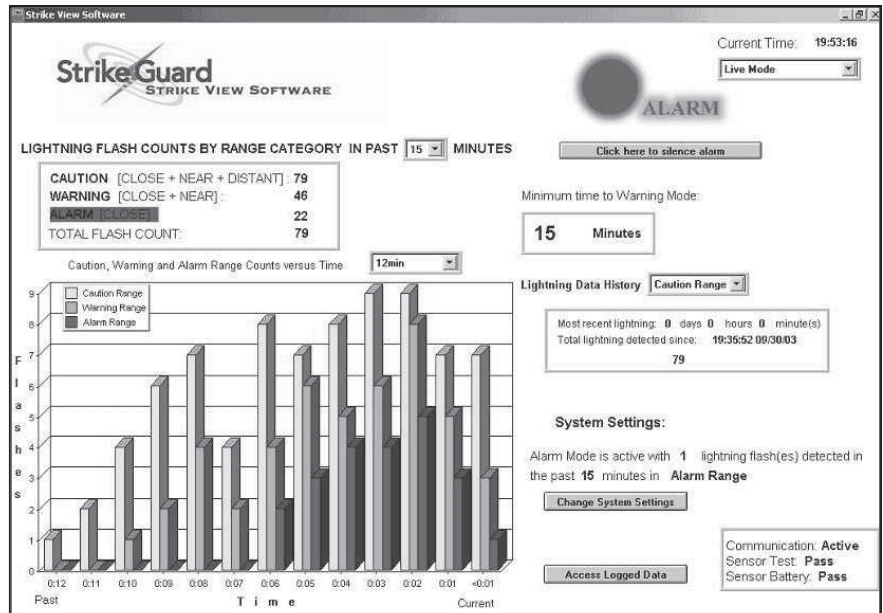 Strike View Software
StrikeGuard
STRIKE VIEW SOFTWARE
Current Time: 19:53:16
Live Mode
ALARM
LIGHTNING FLASH COUNTS BY RANGE CATEGORY IN PAST 15 MINUTES
Click here to silence alarm
CAUTION [CLOSE + NEAR + DISTANT] : 79
WARNING [CLOSE + NEAR] : 46
ALARM [CLOSE] 22
TOTAL FLASH COUNT: 79
Minimum time to Warning Mode:
15 Minutes
Caution, Warning and Alarm Range Counts versus Time 12min
Lightning Data History Caution Range
Most recent lightning: 0 days 0 hours 0 minute(s)
Total lightning detected since: 19:35:52 09/30/03
79
Caution Range
Warning Range
Alarm Range
9
8
7
6
5
4
3
2
1
0
Flashes
0:12 0:11 0:10 0:09 0:08 0:07 0:06 0:05 0:04 0:03 0:02 0:01 <0:01
Past Time Current
System Settings:
Alarm Mode is active with 1 lightning flash(es) detected in
the past 15 minutes in Alarm Range
Change System Settings
Access Logged Data
Communication: Active
Sensor Test: Pass
Sensor Battery: Pass